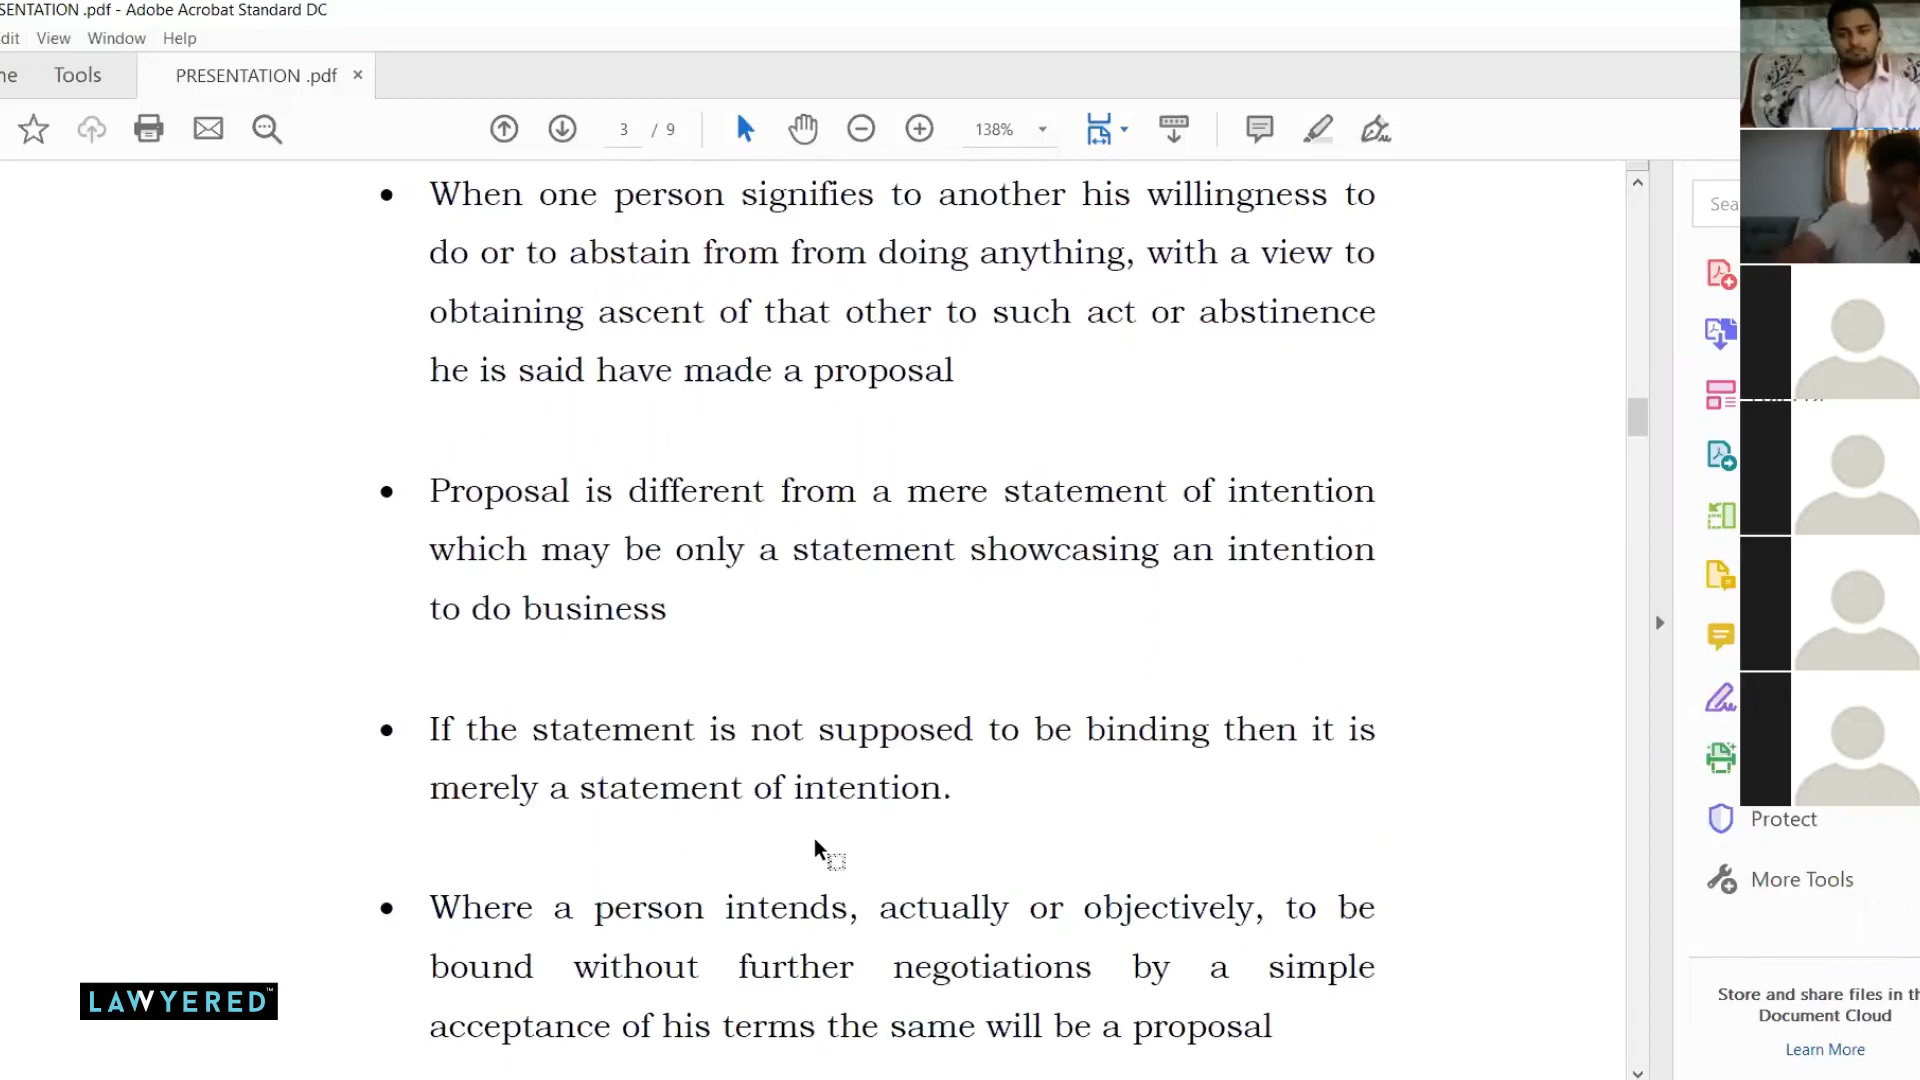 SENTATION .pdf - Adobe Acrobat Standard DC
dit View Window Help
me Tools PRESENTATION .pdf ×
3 / 9 138%
Sea
• When one person signifies to another his willingness to
do or to abstain from from doing anything, with a view to
obtaining ascent of that other to such act or abstinence
he is said have made a proposal
• Proposal is different from a mere statement of intention
which may be only a statement showcasing an intention
to do business
• If the statement is not supposed to be binding then it is
merely a statement of intention.
• Where a person intends, actually or objectively, to be
bound without further negotiations by a simple
acceptance of his terms the same will be a proposal
Protect
More Tools
Store and share files in th
Document Cloud
Learn More
LAWYERED™